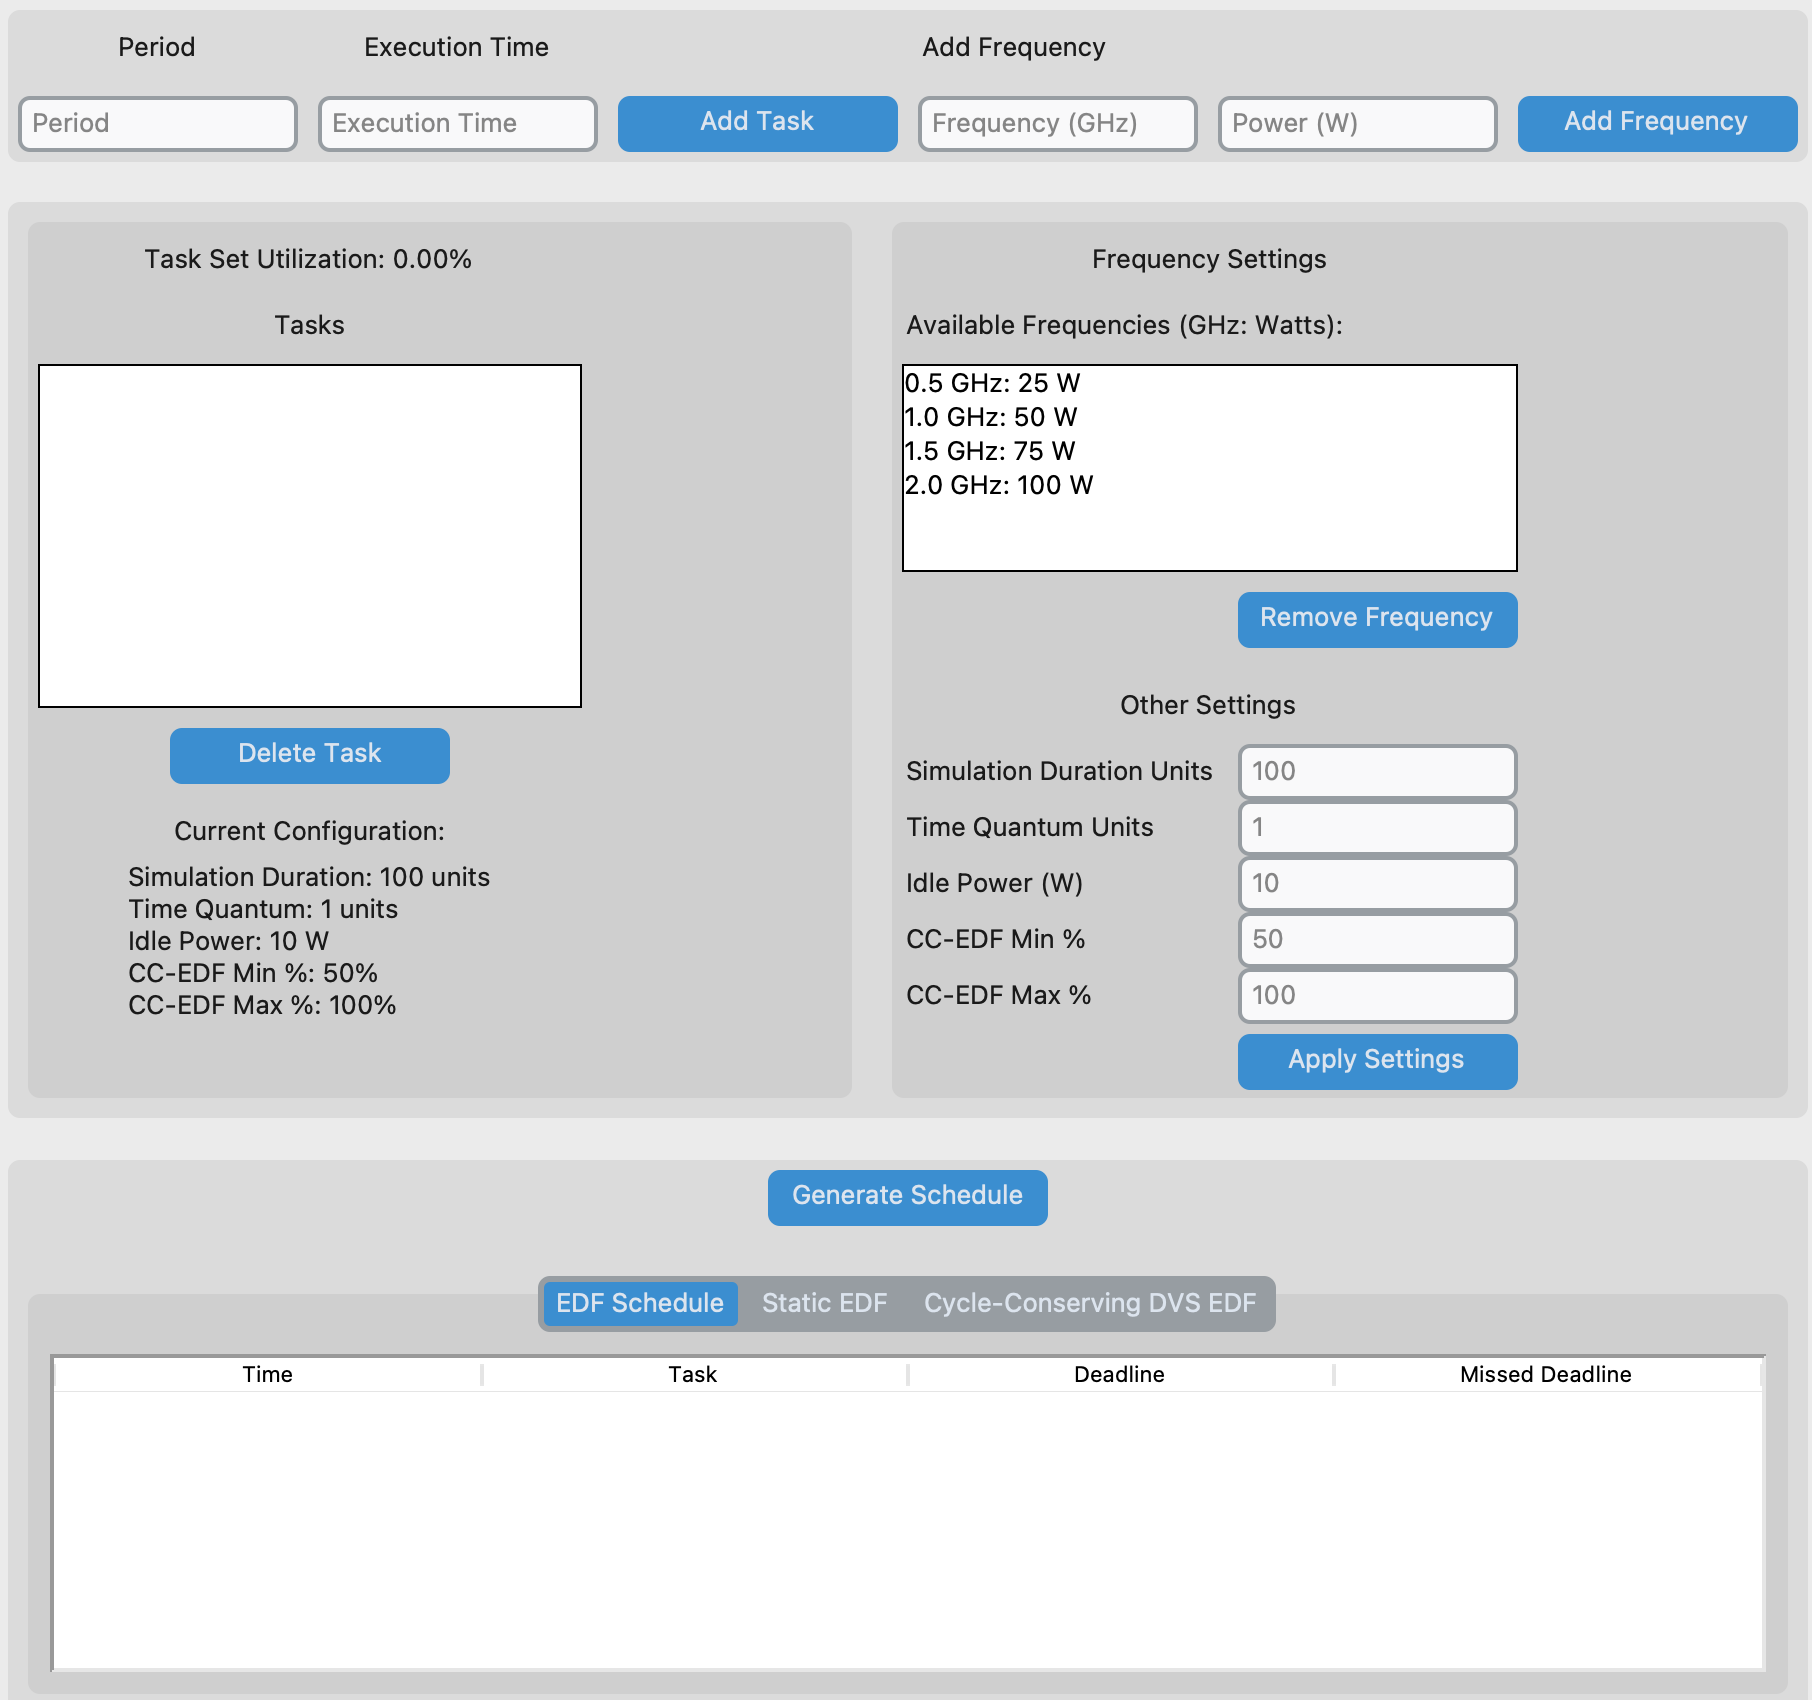 Period
Execution Time
Add Frequency
Period
Execution Time
Add Task
Frequency (GHz)
Power (W)
Add Frequency
Task Set Utilization: 0.00%
Tasks
Delete Task
Current Configuration:
Simulation Duration: 100 units
Time Quantum: 1 units
Idle Power: 10 W
CC-EDF Min %: 50%
CC-EDF Max %: 100%
Frequency Settings
Available Frequencies (GHz: Watts):
0.5 GHz: 25 W
1.0 GHz: 50 W
1.5 GHz: 75 W
2.0 GHz: 100 W
Remove Frequency
Other Settings
Simulation Duration Units 100
Time Quantum Units 1
Idle Power (W) 10
CC-EDF Min % 50
CC-EDF Max % 100
Apply Settings
Generate Schedule
EDF Schedule
Static EDF
Cycle-Conserving DVS EDF
Time
Task
Deadline
Missed Deadline